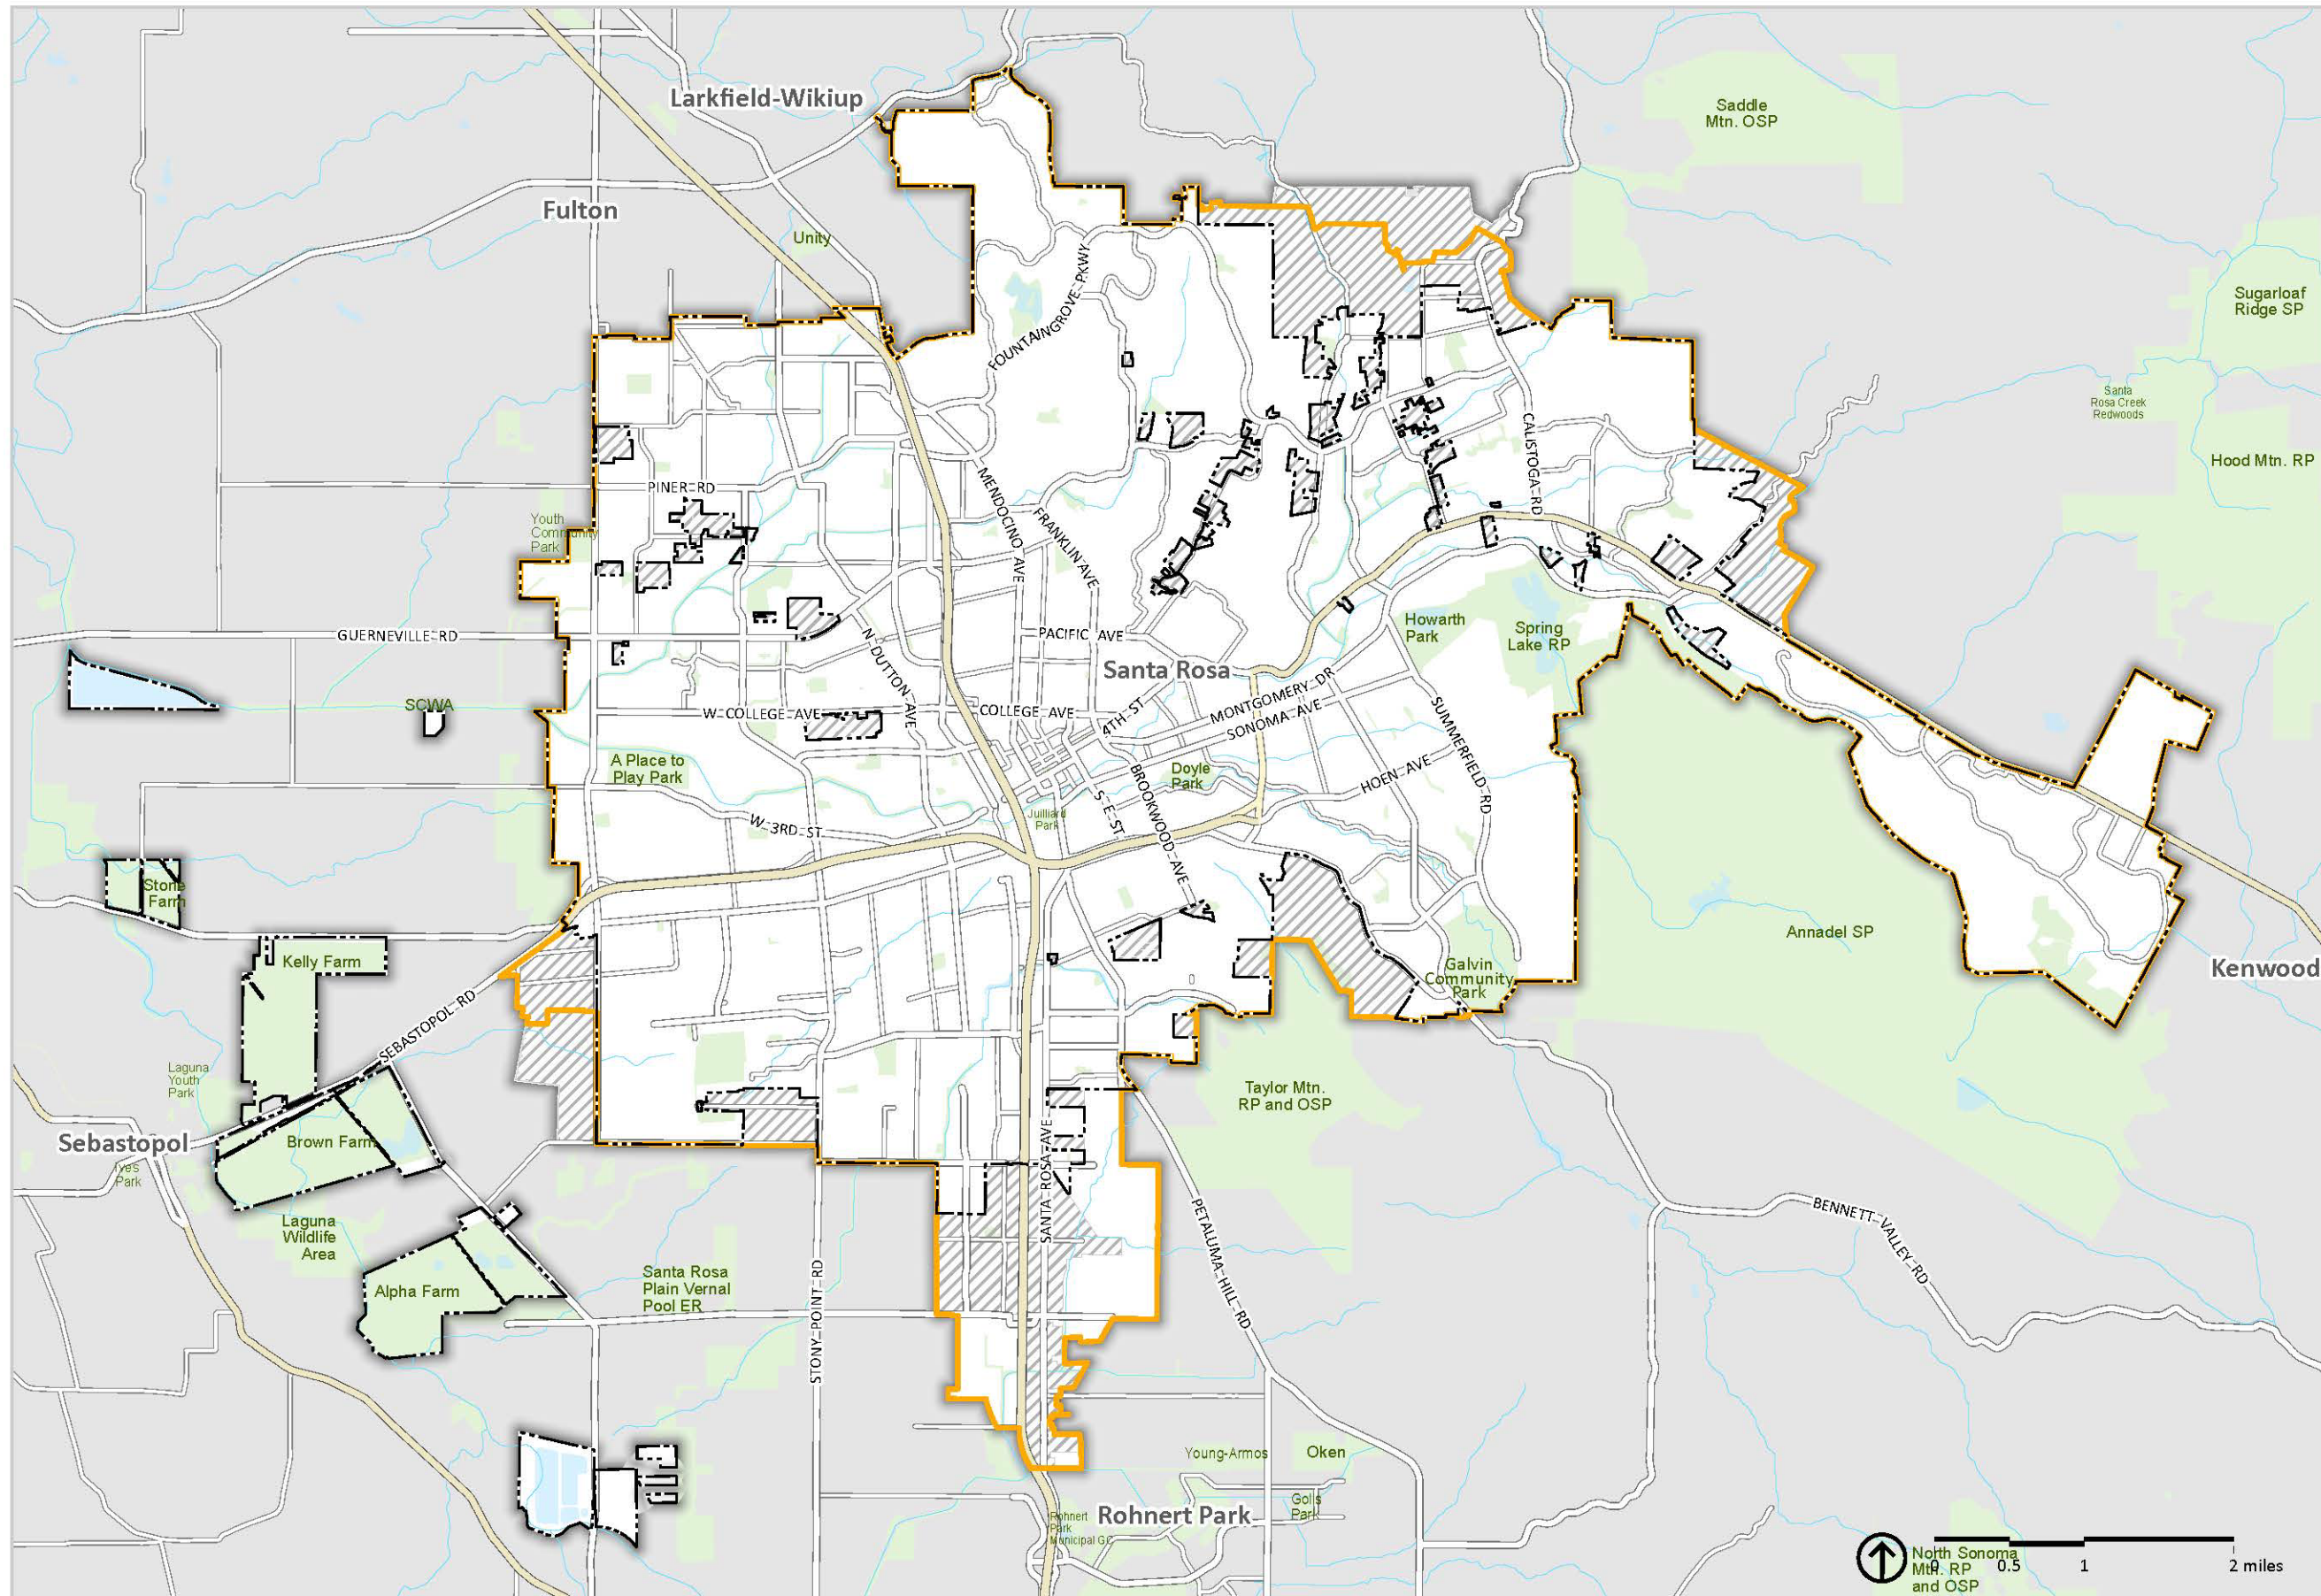 Larkfield-Wikiup
Saddle
Mtn. OSP
Fulton
Unity
FOUNTAINGROVE PKWY
Sugarloaf
Ridge SP
Santa
Rosa Creek
Redwoods
Hood Mtn. RP
CALISTOGA RD
PINER RD
MENDOCINO AVE
FRANKLIN AVE
Youth
Community
Park
GUERNEVILLE RD
N DUTTON AVE
PACIFIC AVE
Howarth
Park
Spring
Lake RP
Santa Rosa
SCWA
W COLLEGE AVE
COLLEGE AVE
4TH ST
MONTGOMERY DR
SONOMA AVE
SUMMERFIELD RD
A Place to
Play Park
Doyle
Park
HOEN AVE
BROOKWOOD AVE
S E ST
Juilliard
Park
W 3RD ST
Stone
Farm
Annadel SP
Kelly Farm
Galvin
Community
Park
Kenwood
SEBASTOPOL RD
Laguna
Youth
Park
Taylor Mtn.
RP and OSP
Sebastopol
Brown Farm
Ives
Park
SANTA ROSA AVE
PETALUMA HILL RD
BENNETT VALLEY RD
Laguna
Wildlife
Area
Alpha Farm
Santa Rosa
Plain Vernal
Pool ER
STONY POINT RD
Young-Armos
Oken
Golis
Park
Rohnert
Park
Municipal GC
Rohnert Park
North Sonoma
Mtn. RP
and OSP
0 0.5 1 2 miles